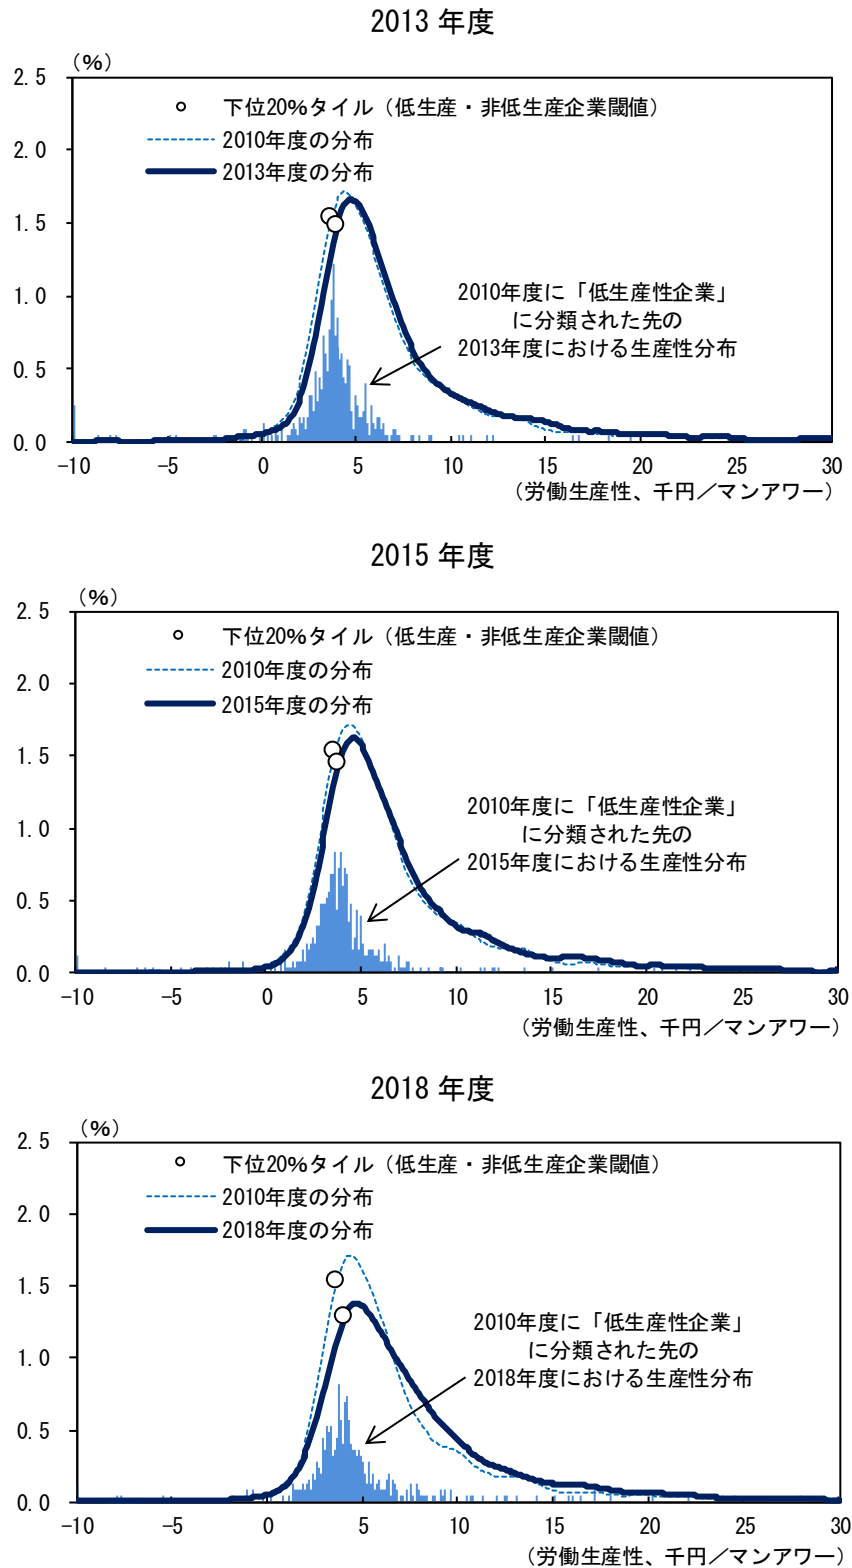 2013 年度
（%）
2.5
2.0
1.5
1.0
0.5
0.0
下位20%タイル（低生産・非低生産企業閾値）
2010年度の分布
2013年度の分布
2010年度に「低生産性企業」
に分類された先の
2013年度における生産性分布
-10 -5 0 5 10 15 20 25 30
（労働生産性、千円／マンアワー）
2015 年度
（%）
2.5
2.0
1.5
1.0
0.5
0.0
下位20%タイル（低生産・非低生産企業閾値）
2010年度の分布
2015年度の分布
2010年度に「低生産性企業」
に分類された先の
2015年度における生産性分布
-10 -5 0 5 10 15 20 25 30
（労働生産性、千円／マンアワー）
2018 年度
（%）
2.5
2.0
1.5
1.0
0.5
0.0
下位20%タイル（低生産・非低生産企業閾値）
2010年度の分布
2018年度の分布
2010年度に「低生産性企業」
に分類された先の
2018年度における生産性分布
-10 -5 0 5 10 15 20 25 30
（労働生産性、千円／マンアワー）